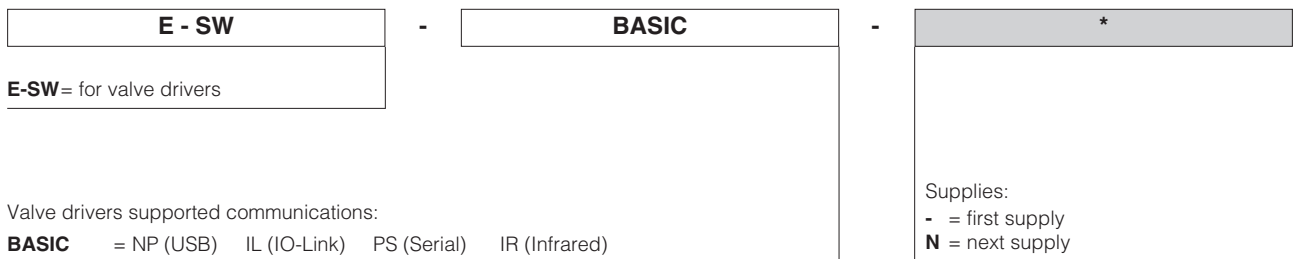 E - SW - BASIC - *
E-SW= for valve drivers
Valve drivers supported communications:
BASIC = NP (USB) IL (IO-Link) PS (Serial) IR (Infrared)
Supplies:
- = first supply
N = next supply